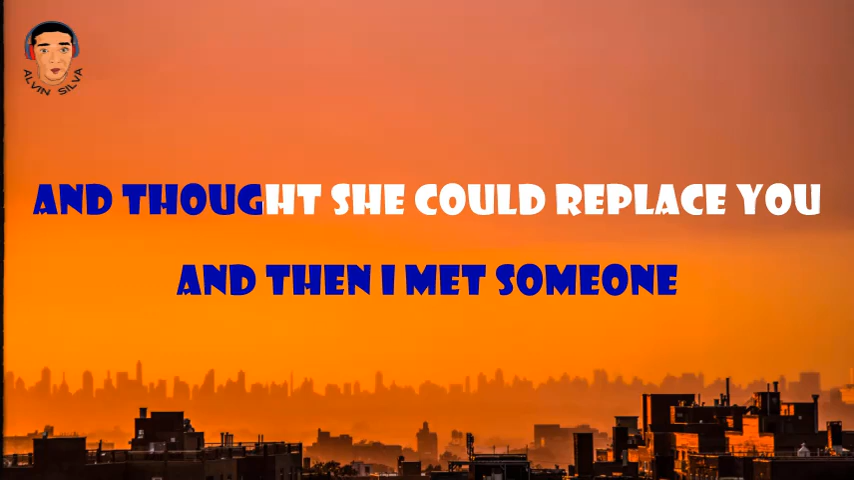 ALVIN SILVA
AND THOUGHT SHE COULD REPLACE YOU
AND THEN I MET SOMEONE